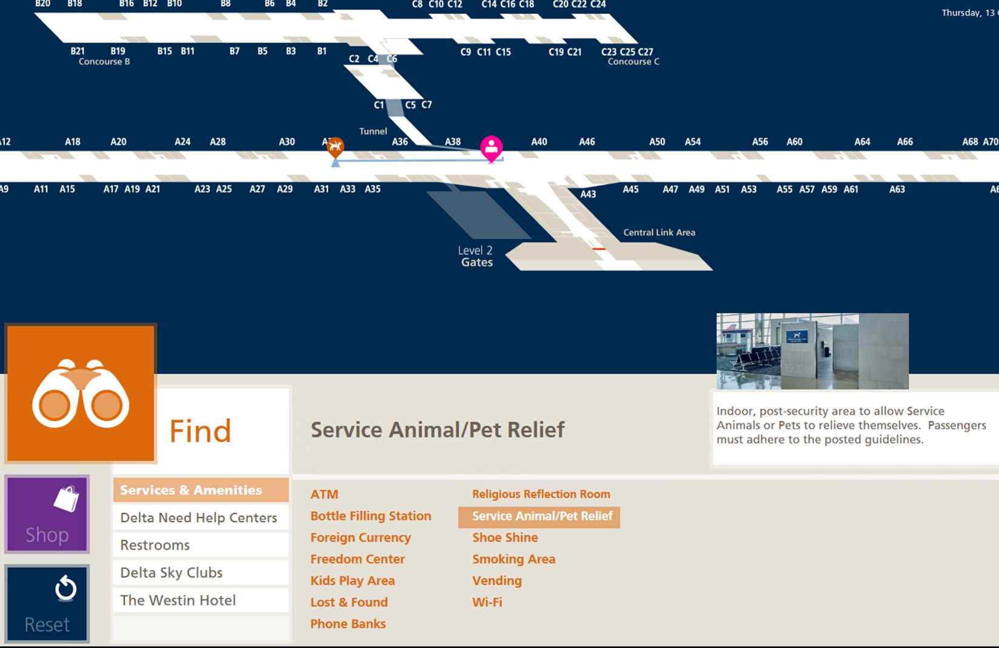 B20 B18 B16 B12 B10 B8 B6 B4 B2 C8 C10 C12 C14 C16 C18 C20 C22 C24
Thursday, 13
B21 B19 B15 B11 B7 B5 B3 B1 C9 C11 C15 C19 C21 C23 C25 C27
Concourse B
C2 C4 C6
Concourse C
C1 C5 C7
Tunnel
A12 A18 A20 A24 A28 A30 A36 A38 A40 A46 A50 A54 A56 A60 A64 A66 A68 A70
A9 A11 A15 A17 A19 A21 A23 A25 A27 A29 A31 A33 A35 A43 A45 A47 A49 A51 A53 A55 A57 A59 A61 A63
Central Link Area
Level 2
Gates
Find
Service Animal/Pet Relief
Indoor, post-security area to allow Service
Animals or Pets to relieve themselves. Passengers
must adhere to the posted guidelines.
Shop
Reset
Services & Amenities
Delta Need Help Centers
Restrooms
Delta Sky Clubs
The Westin Hotel
ATM
Bottle Filling Station
Foreign Currency
Freedom Center
Kids Play Area
Lost & Found
Phone Banks
Religious Reflection Room
Service Animal/Pet Relief
Shoe Shine
Smoking Area
Vending
Wi-Fi